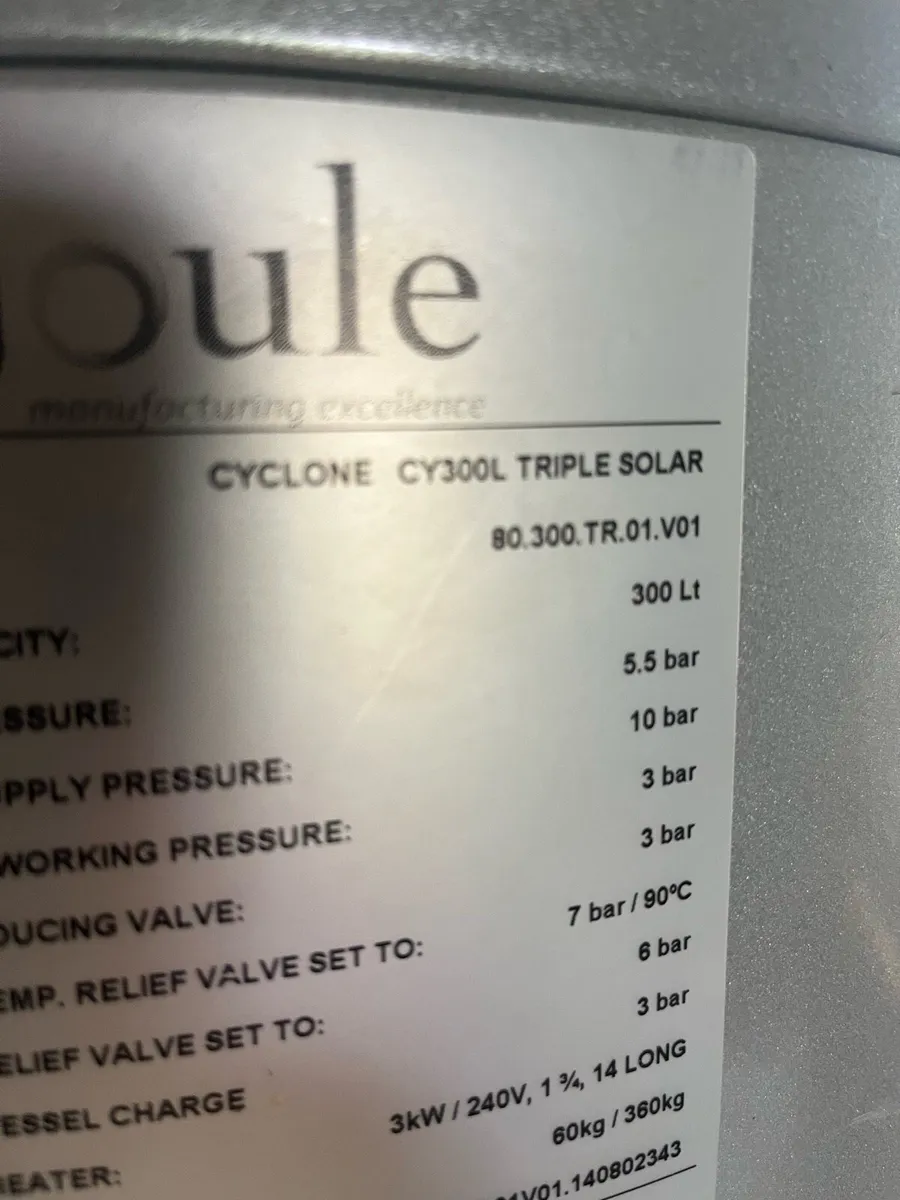 joule
manufacturing excellence
CYCLONE CY300L TRIPLE SOLAR
80.300.TR.01.V01
CITY: 300 Lt
SSURE: 5.5 bar
PPLY PRESSURE: 10 bar
WORKING PRESSURE: 3 bar
DUCING VALVE: 3 bar
EMP. RELIEF VALVE SET TO: 7 bar / 90ºC
ELIEF VALVE SET TO: 6 bar
ESSEL CHARGE 3 bar
EATER: 3kW / 240V, 1 ¾, 14 LONG
60kg / 360kg
1V01.140802343